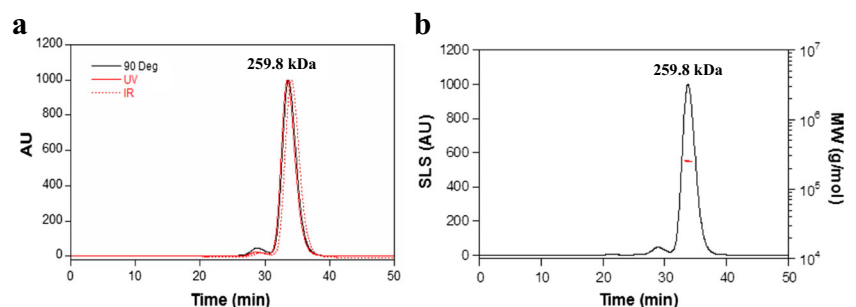 a
1200
1000
800
600
400
200
0
AU
90 Deg
UV
IR
259.8 kDa
0 10 20 30 40 50
Time (min)
b
1200
1000
800
600
400
200
0
SLS (AU)
259.8 kDa
10^7
10^6
10^5
10^4
MW (g/mol)
0 10 20 30 40 50
Time (min)